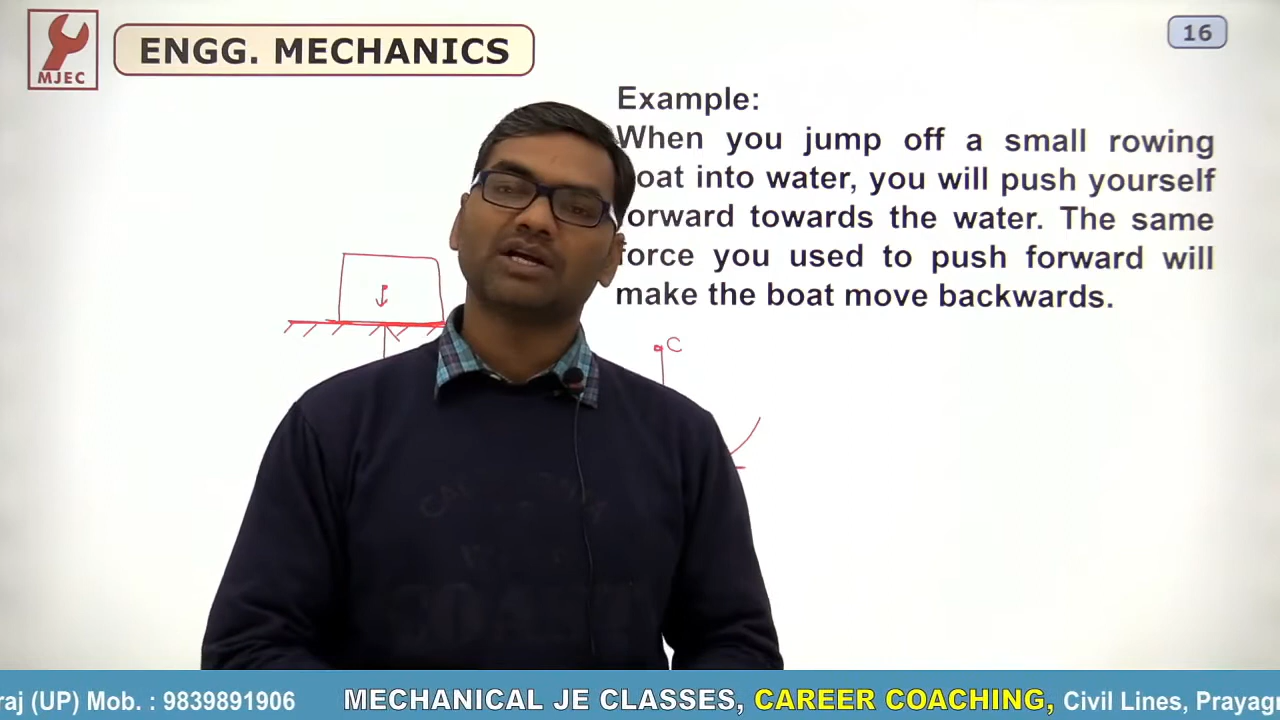 MJEC
ENGG. MECHANICS
16
Example:
When you jump off a small rowing
oat into water, you will push yourself
orward towards the water. The same
force you used to push forward will
make the boat move backwards.
C
raj (UP) Mob. : 9839891906 MECHANICAL JE CLASSES, CAREER COACHING, Civil Lines, Prayag